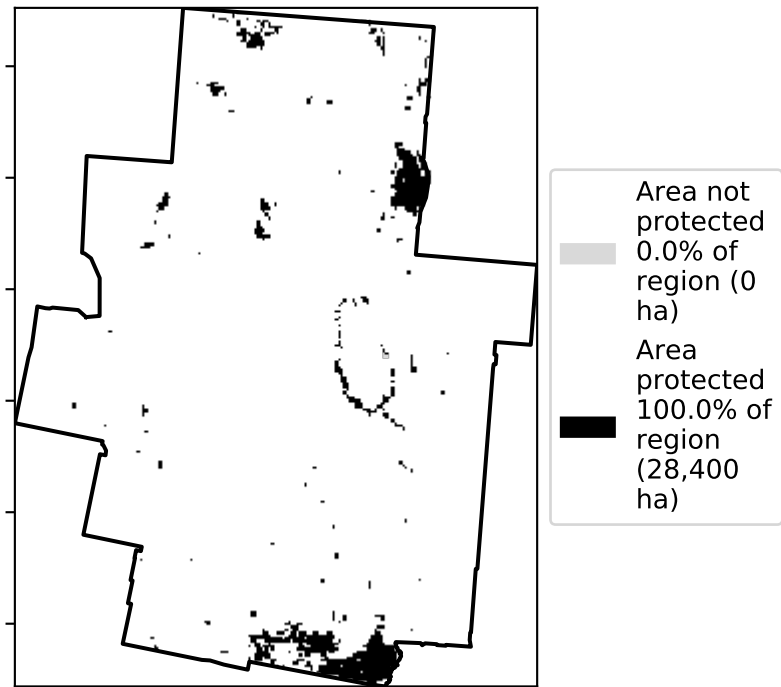 Area not
protected
0.0% of
region (0
ha)
Area
protected
100.0% of
region
(28,400
ha)